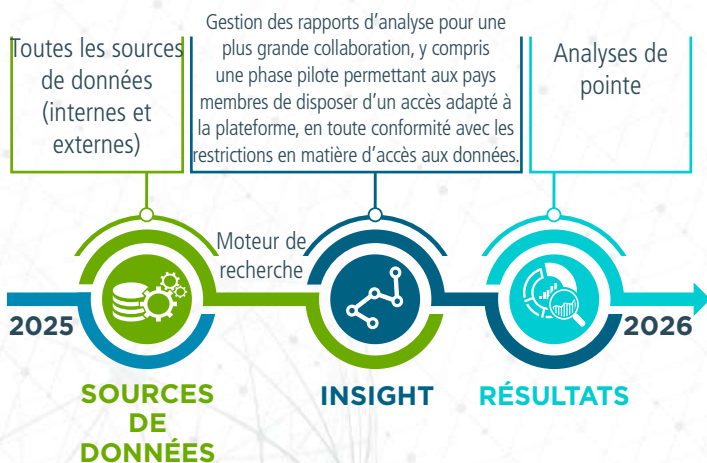 Toutes les sources
de données
(internes et
externes)
Gestion des rapports d’analyse pour une
plus grande collaboration, y compris
une phase pilote permettant aux pays
membres de disposer d’un accès adapté à
la plateforme, en toute conformité avec les
restrictions en matière d’accès aux données.
Analyses de
pointe
Moteur de
recherche
2025
2026
SOURCES
DE
DONNÉES
INSIGHT
RÉSULTATS